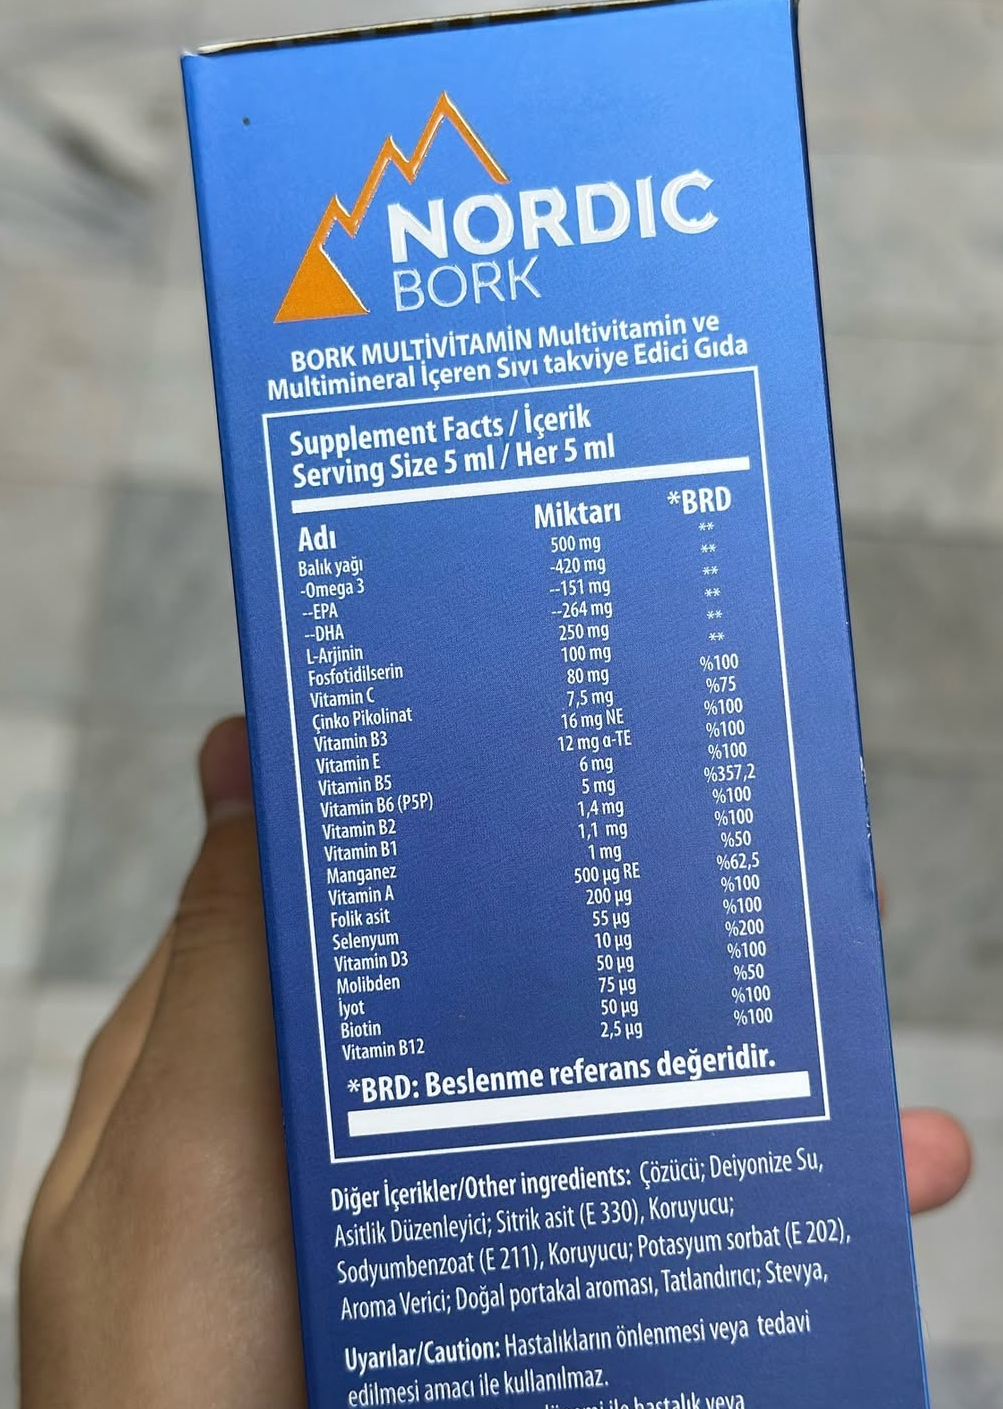 NORDIC
BORK
BORK MULTİVİTAMİN Multivitamin ve
Multimineral İçeren Sıvı takviye Edici Gıda
Supplement Facts / İçerik
Serving Size 5 ml / Her 5 ml
Adı Miktarı *BRD
Balık yağı 500 mg **
-Omega 3 -420 mg **
--EPA --151 mg **
--DHA --264 mg **
L-Arjinin 250 mg **
Fosfotidilserin 100 mg **
Vitamin C 80 mg %100
Çinko Pikolinat 7,5 mg %75
Vitamin B3 16 mg NE %100
Vitamin E 12 mg α-TE %100
Vitamin B5 6 mg %100
Vitamin B6 (P5P) 5 mg %357,2
Vitamin B2 1,4 mg %100
Vitamin B1 1,1 mg %100
Manganez 1 mg %50
Vitamin A 500 µg RE %62,5
Folik asit 200 µg %100
Selenyum 55 µg %100
Vitamin D3 10 µg %200
Molibden 50 µg %100
İyot 75 µg %50
Biotin 50 µg %100
Vitamin B12 2,5 µg %100
*BRD: Beslenme referans değeridir.
Diğer İçerikler/Other ingredients: Çözücü; Deiyonize Su,
Asitlik Düzenleyici; Sitrik asit (E 330), Koruyucu;
Sodyumbenzoat (E 211), Koruyucu; Potasyum sorbat (E 202),
Aroma Verici; Doğal portakal aroması, Tatlandırıcı; Stevya,
Uyarılar/Caution: Hastalıkların önlenmesi veya tedavi
edilmesi amacı ile kullanılmaz.
ile hastalık veya